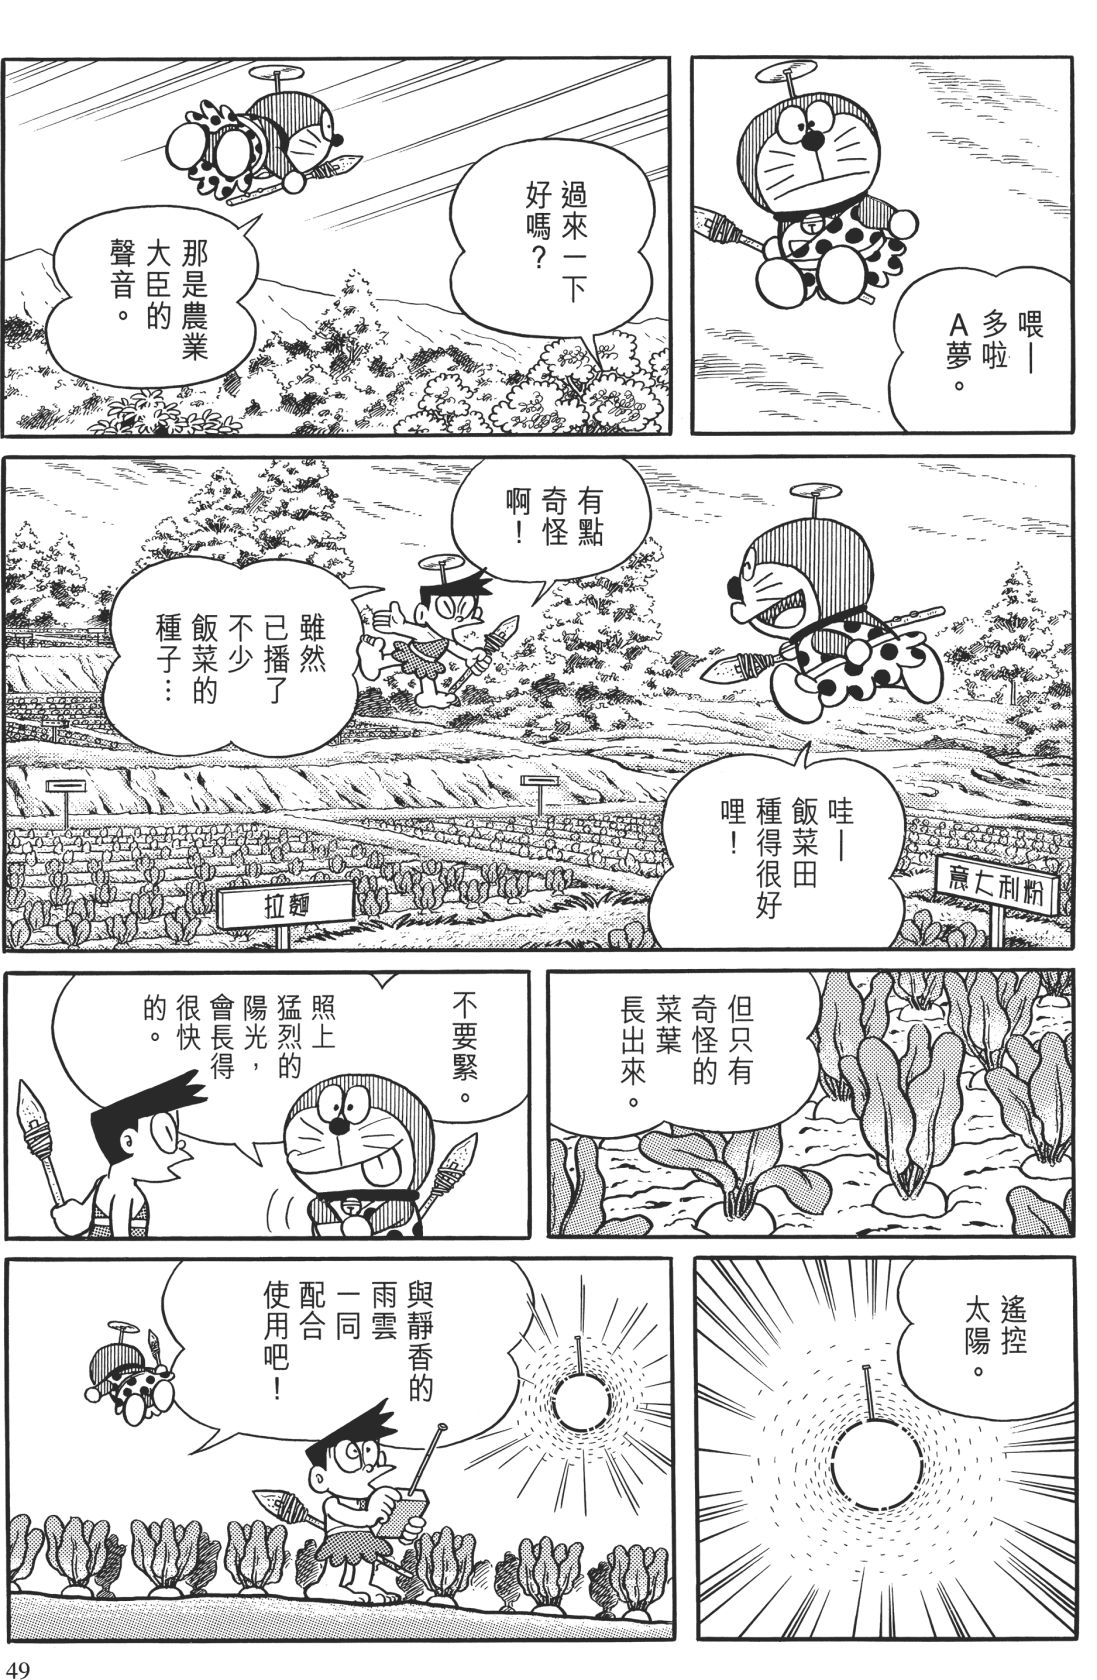 喂—
多啦
A夢。
過來一下
好嗎？
那是農業
大臣的
聲音。
有點
奇怪
啊！
雖然
已播了
不少
飯菜的
種子…
哇—
飯菜田
種得很好
哩！
意大利粉
拉麵
但只有
奇怪的
菜葉
長出來。
不要緊。
照上
猛烈的
陽光，
會長得
很快
的。
遙控
太陽。
與靜香的
雨雲
一同
配合
使用吧！
49